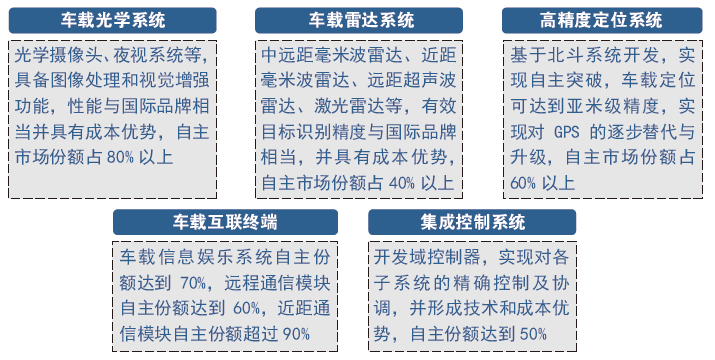 车载光学系统
光学摄像头、夜视系统等，
具备图像处理和视觉增强
功能，性能与国际品牌相
当并具有成本优势，自主
市场份额占 80% 以上
车载雷达系统
中远距毫米波雷达、近距
毫米波雷达、远距超声波
雷达、激光雷达等，有效
目标识别精度与国际品牌
相当，并具有成本优势，
自主市场份额占 40% 以上
高精度定位系统
基于北斗系统开发，实
现自主突破，车载定位
可达到亚米级精度，实
现对 GPS 的逐步替代与
升级，自主市场份额占
60% 以上
车载互联终端
车载信息娱乐系统自主份
额达到 70%，远程通信模块
自主份额达到 60%，近距通
信模块自主份额超过 90%
集成控制系统
开发域控制器，实现对各
子系统的精确控制及协
调，并形成技术和成本优
势，自主份额达到 50%